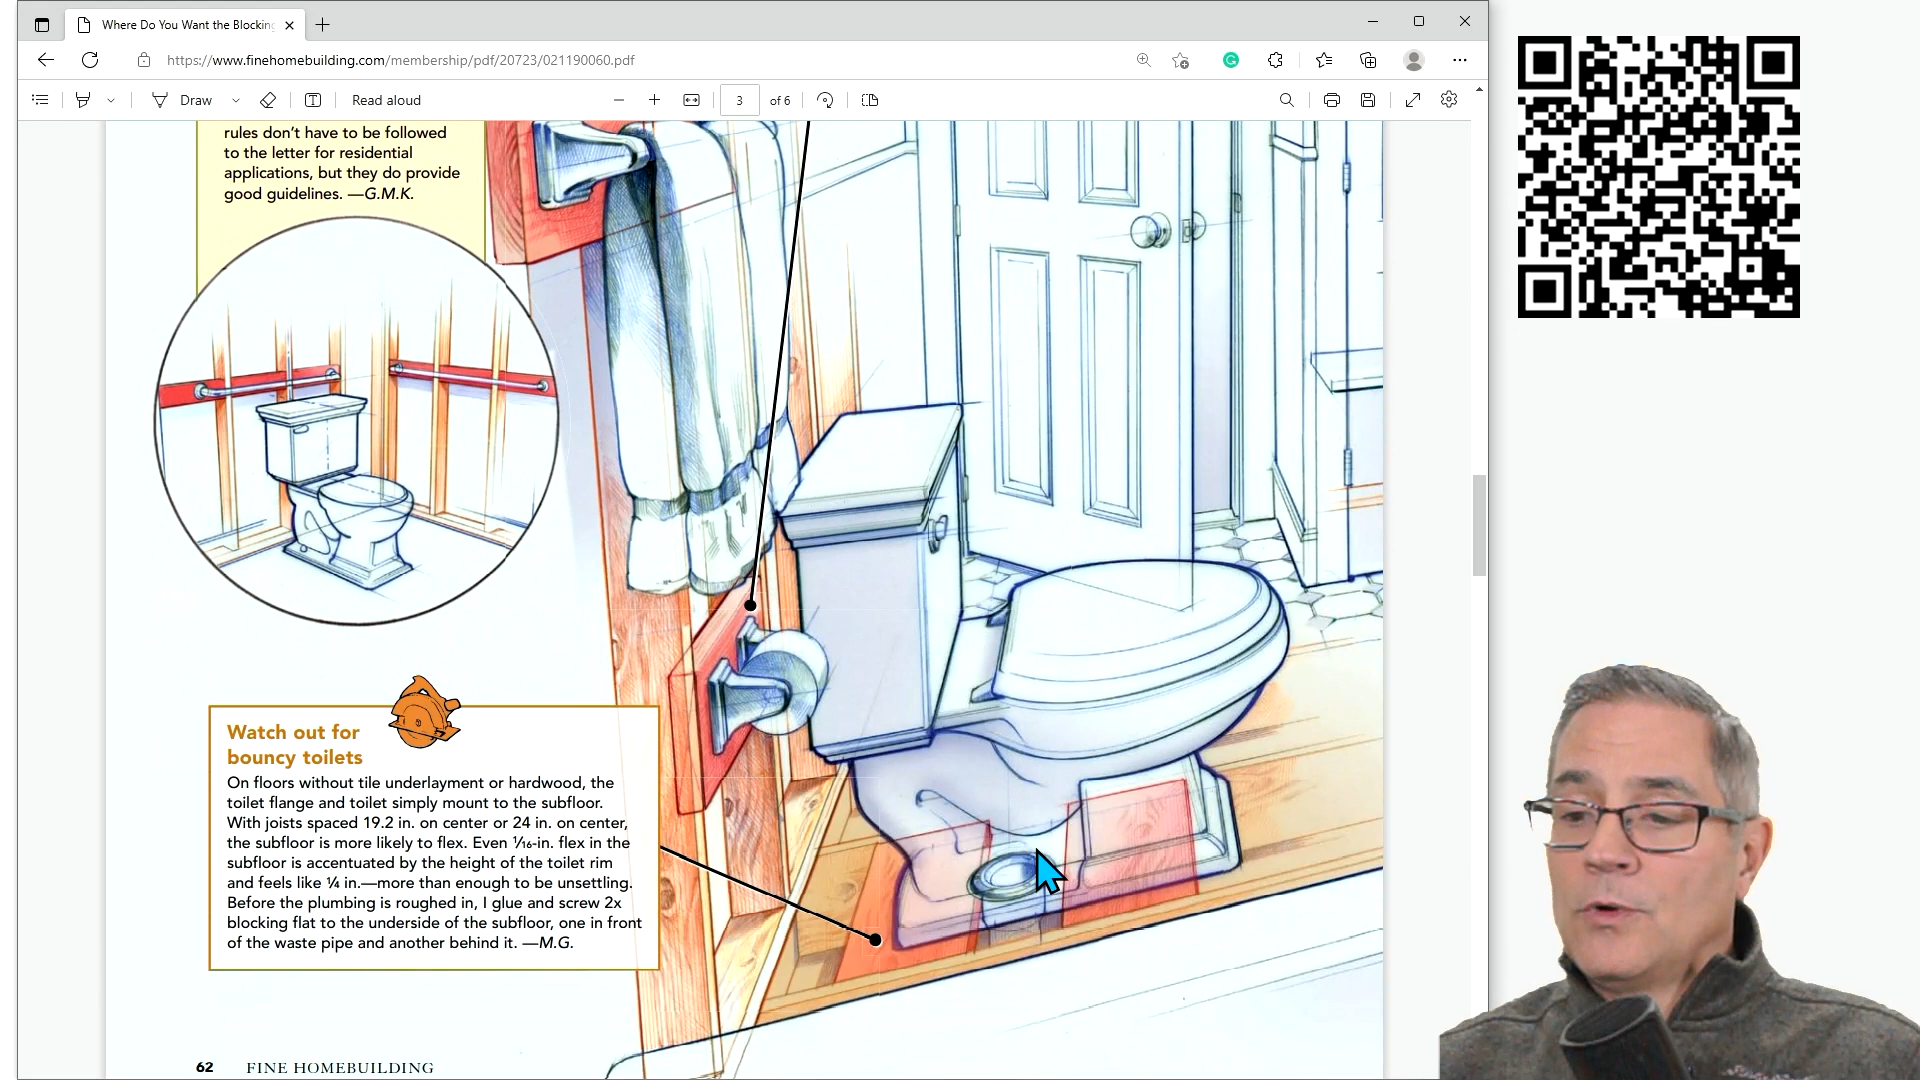 Where Do You Want the Blocking
https://www.finehomebuilding.com/membership/pdf/20723/021190060.pdf
Draw
Read aloud
3
of 6
rules don't have to be followed
to the letter for residential
applications, but they do provide
good guidelines. —G.M.K.
Watch out for
bouncy toilets
On floors without tile underlayment or hardwood, the
toilet flange and toilet simply mount to the subfloor.
With joists spaced 19.2 in. on center or 24 in. on center,
the subfloor is more likely to flex. Even 1⁄16-in. flex in the
subfloor is accentuated by the height of the toilet rim
and feels like ¼ in.—more than enough to be unsettling.
Before the plumbing is roughed in, I glue and screw 2x
blocking flat to the underside of the subfloor, one in front
of the waste pipe and another behind it. —M.G.
62 FINE HOMEBUILDING